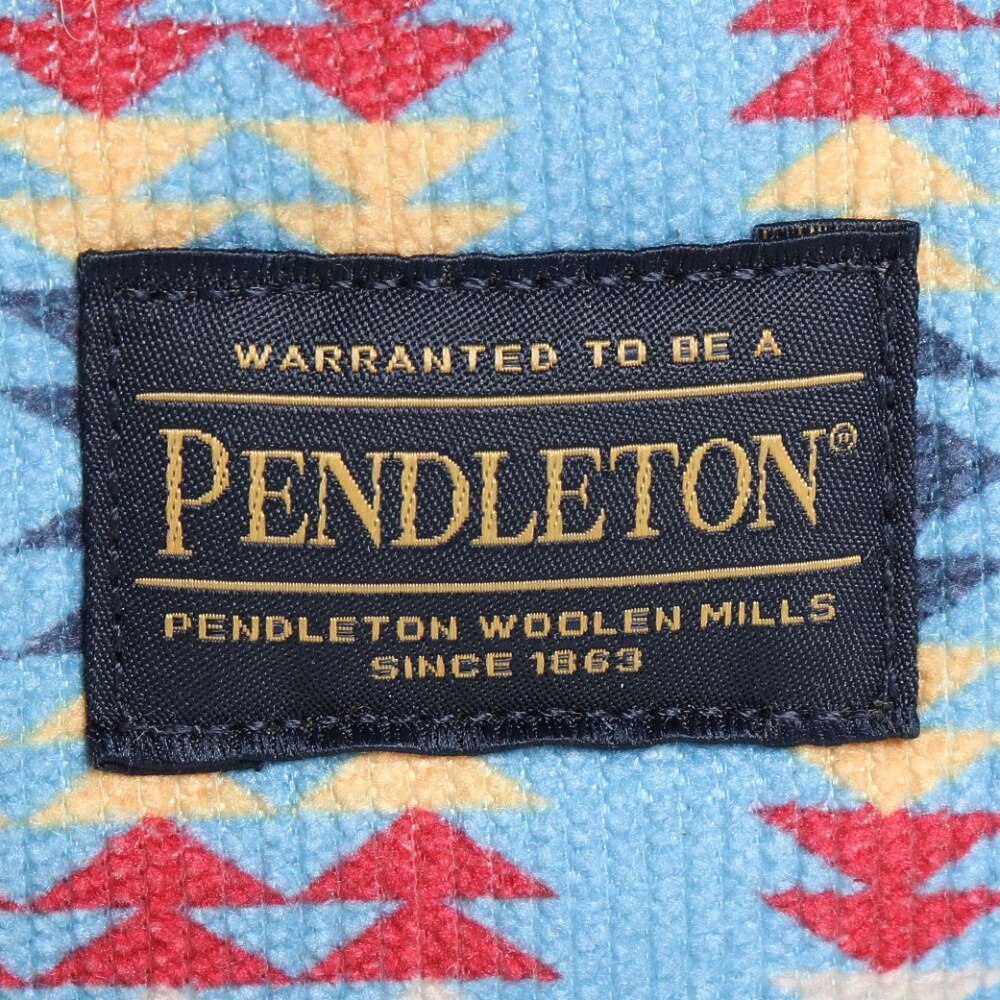 WARRANTED TO BE A
PENDLETON®
PENDLETON WOOLEN MILLS
SINCE 1863